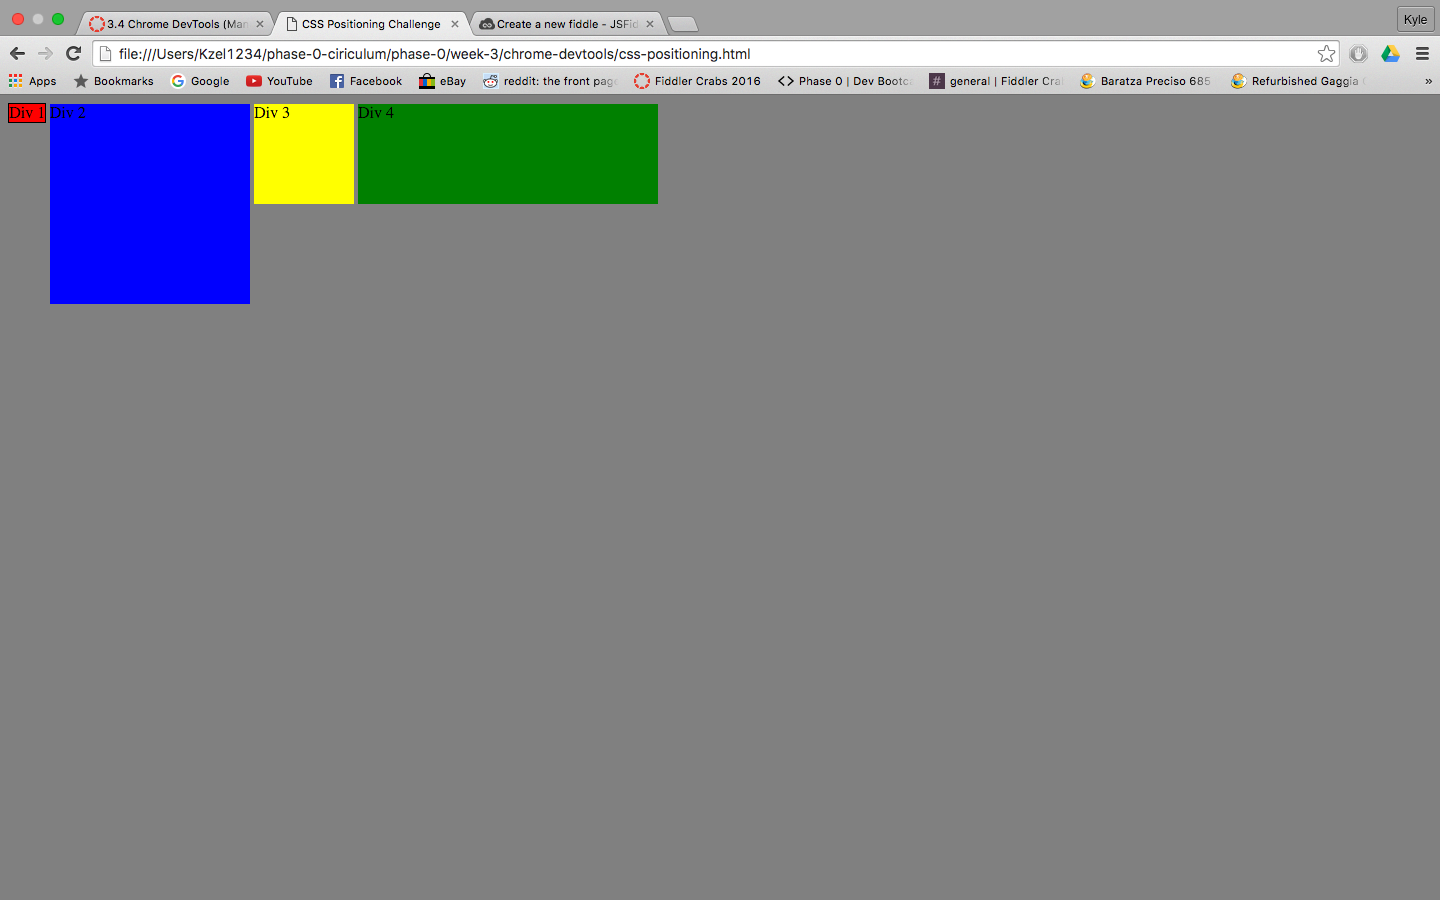 3.4 Chrome DevTools (Man
CSS Positioning Challenge
Create a new fiddle - JSFid
Kyle
file:///Users/Kzel1234/phase-0-ciriculum/phase-0/week-3/chrome-devtools/css-positioning.html
Apps Bookmarks Google YouTube Facebook eBay reddit: the front page Fiddler Crabs 2016 Phase 0 | Dev Bootca general | Fiddler Cra Baratza Preciso 685 Refurbished Gaggia »
Div 1 Div 2 Div 3 Div 4